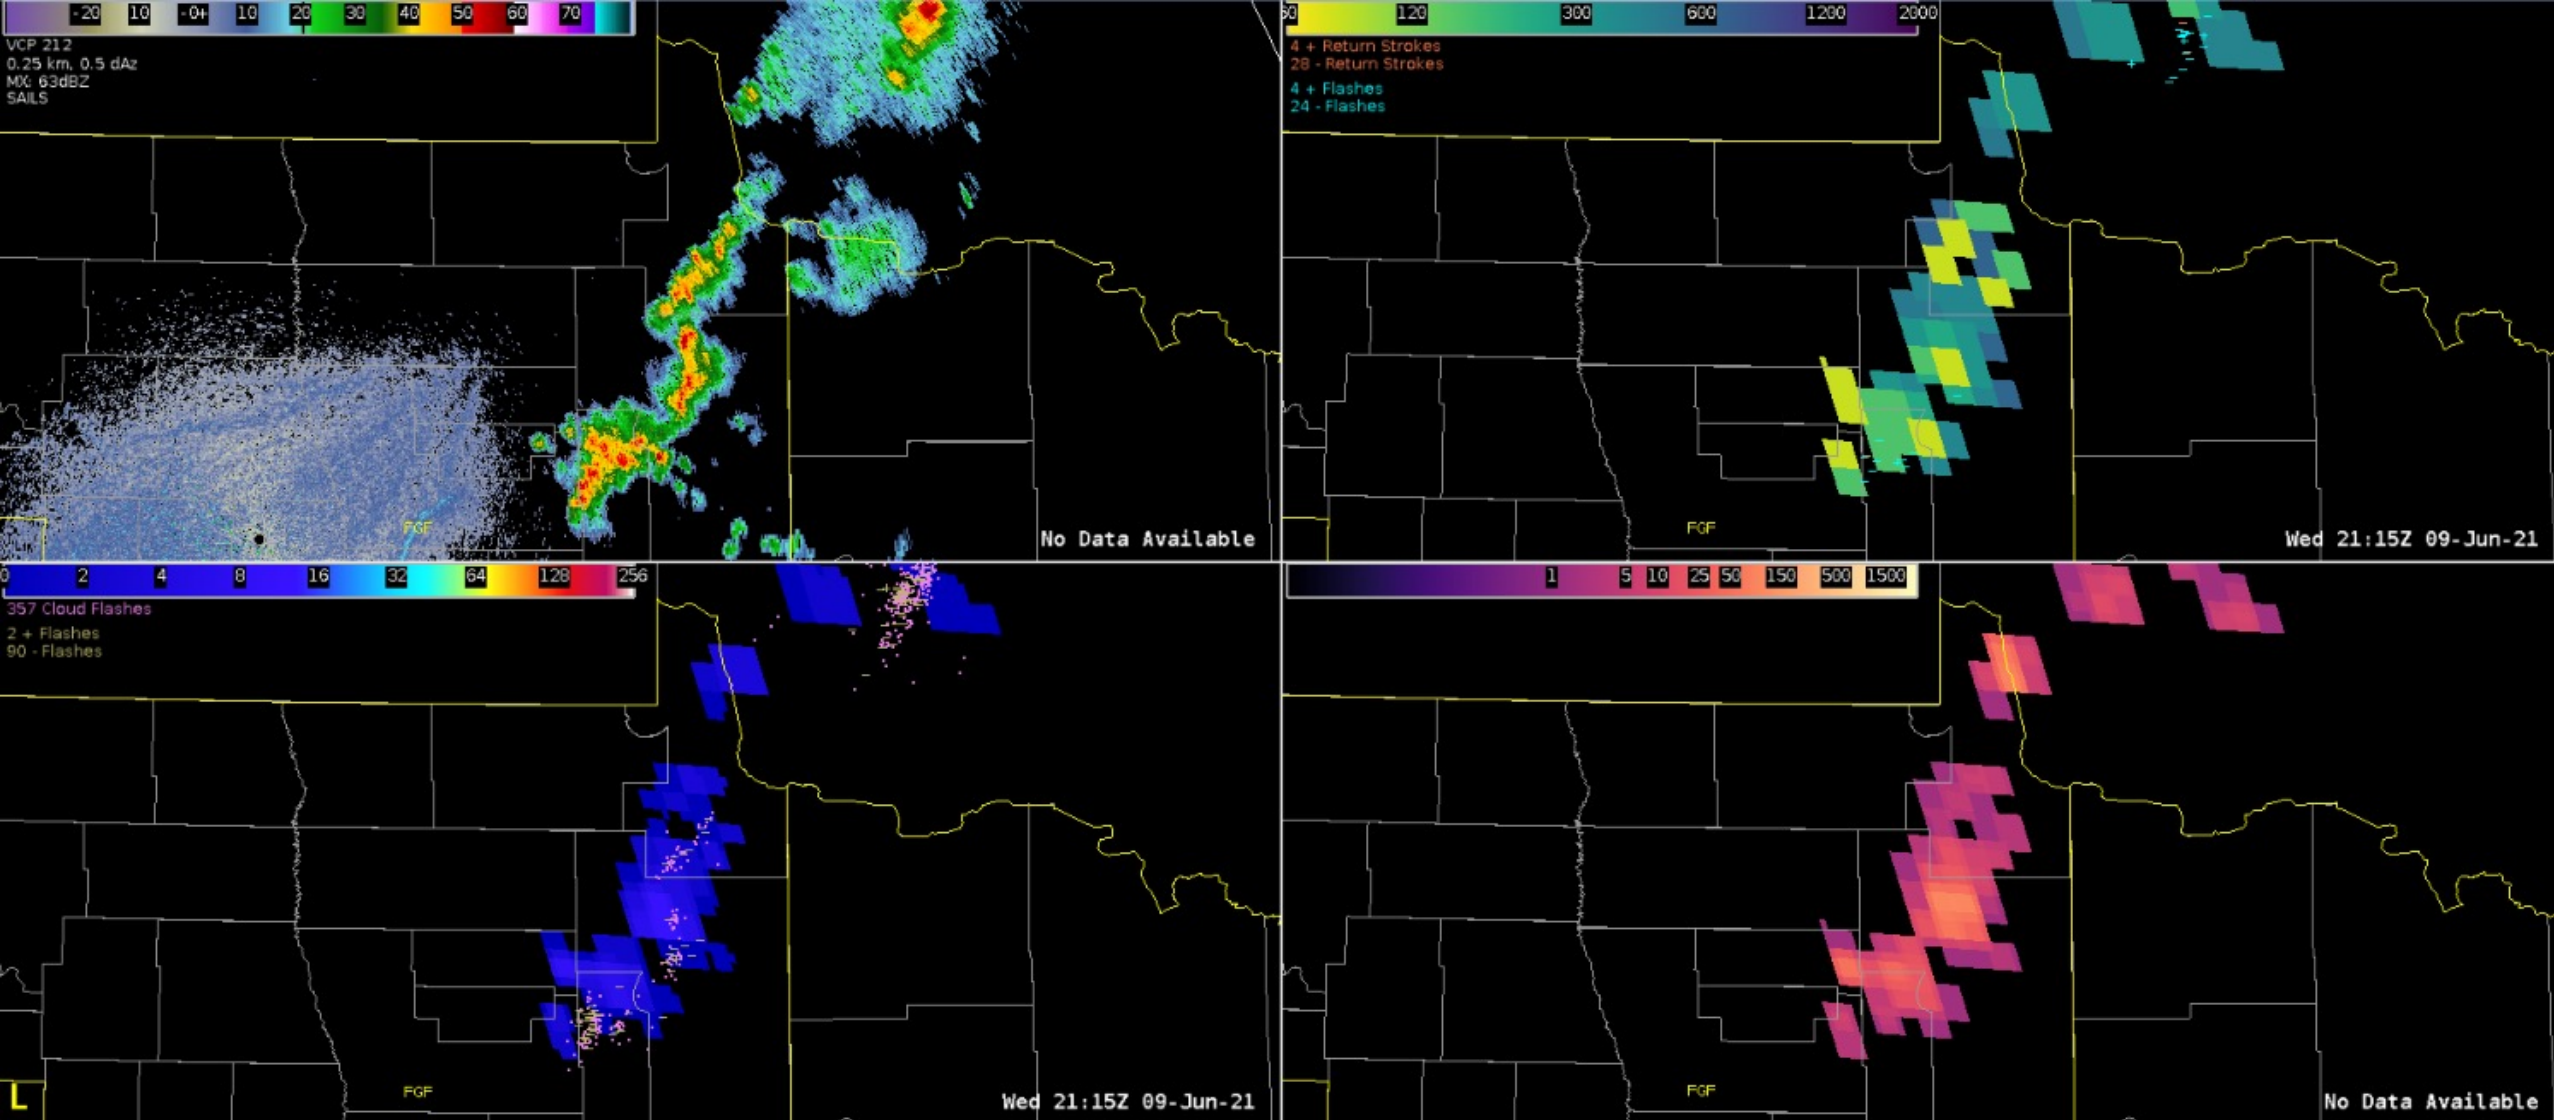 -20 10 -0+ 10 20 30 40 50 60 70
VCP 212
0.25 km, 0.5 dAz
MX: 63dBZ
SAILS
FGF
No Data Available
60 120 300 600 1200 2000
4 + Return Strokes
28 - Return Strokes
4 + Flashes
24 - Flashes
FGF
Wed 21:15Z 09-Jun-21
0 2 4 8 16 32 64 128 256
357 Cloud Flashes
2 + Flashes
90 - Flashes
FGF
L
Wed 21:15Z 09-Jun-21
1 5 10 25 50 150 500 1500
FGF
No Data Available